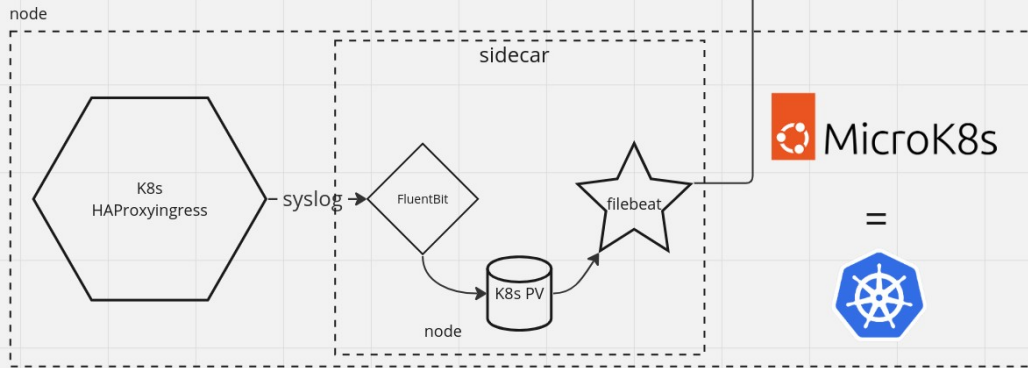 node
sidecar
K8s
HAProxyingress
syslog
FluentBit
K8s PV
node
filebeat
MicroK8s
=